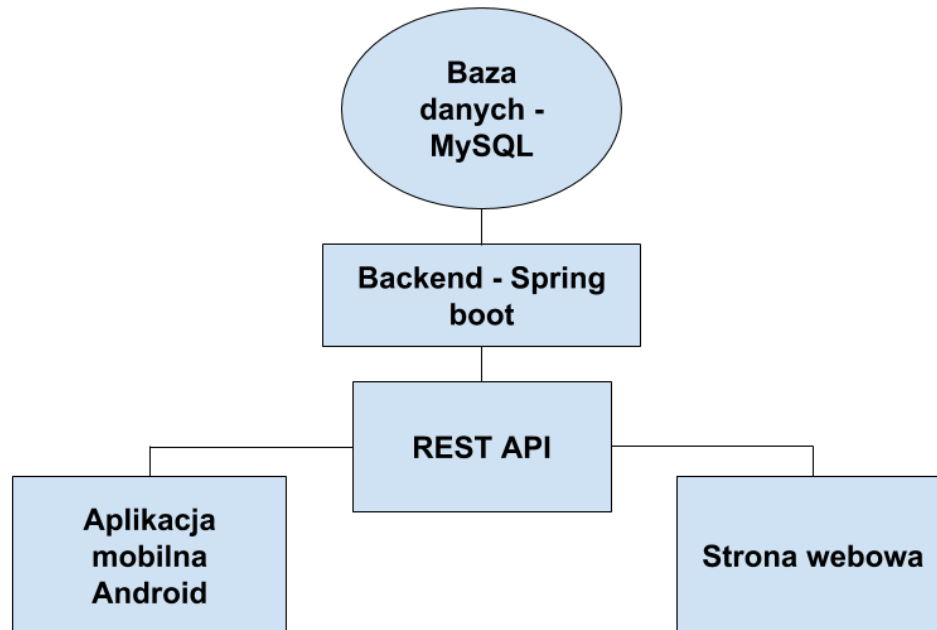 Baza
danych -
MySQL
Backend - Spring
boot
REST API
Aplikacja
mobilna
Android
Strona webowa